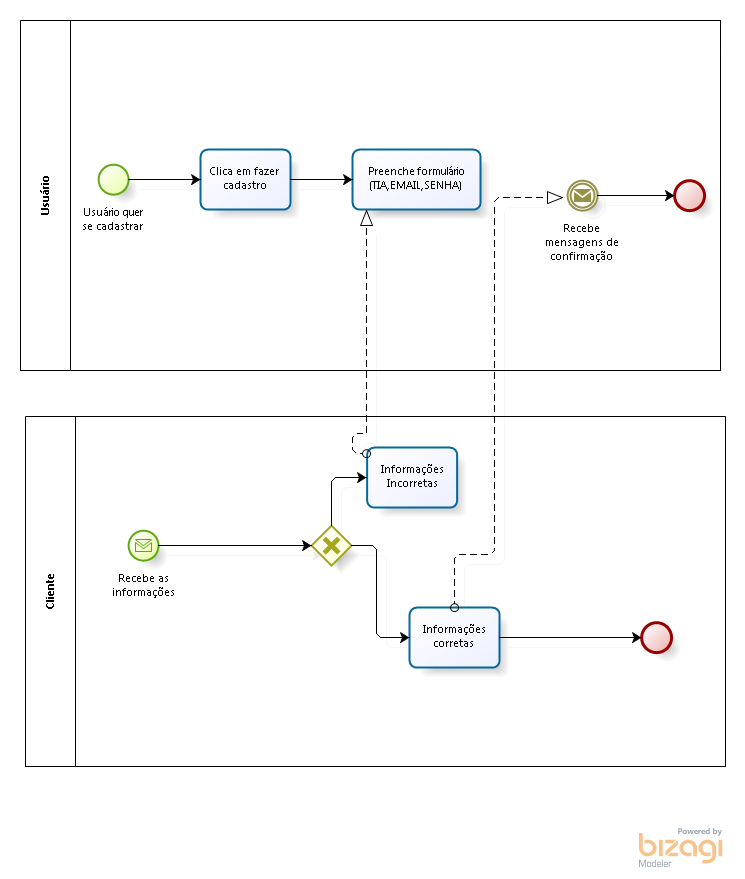 Usuário
Usuário quer
se cadastrar
Clica em fazer
cadastro
Preenche formulário
(TIA,EMAIL,SENHA)
Recebe
mensagens de
confirmação
Cliente
Recebe as
informações
Informações
Incorretas
Informações
corretas
Powered by
bizagi
Modeler